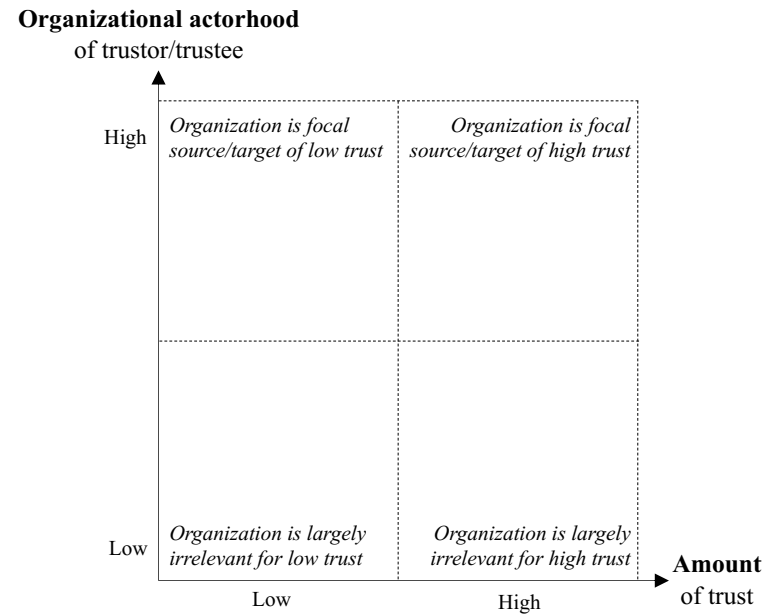 Organizational actorhood
of trustor/trustee
High
Organization is focal
source/target of low trust
Organization is focal
source/target of high trust
Low
Organization is largely
irrelevant for low trust
Organization is largely
irrelevant for high trust
Amount
of trust
Low
High